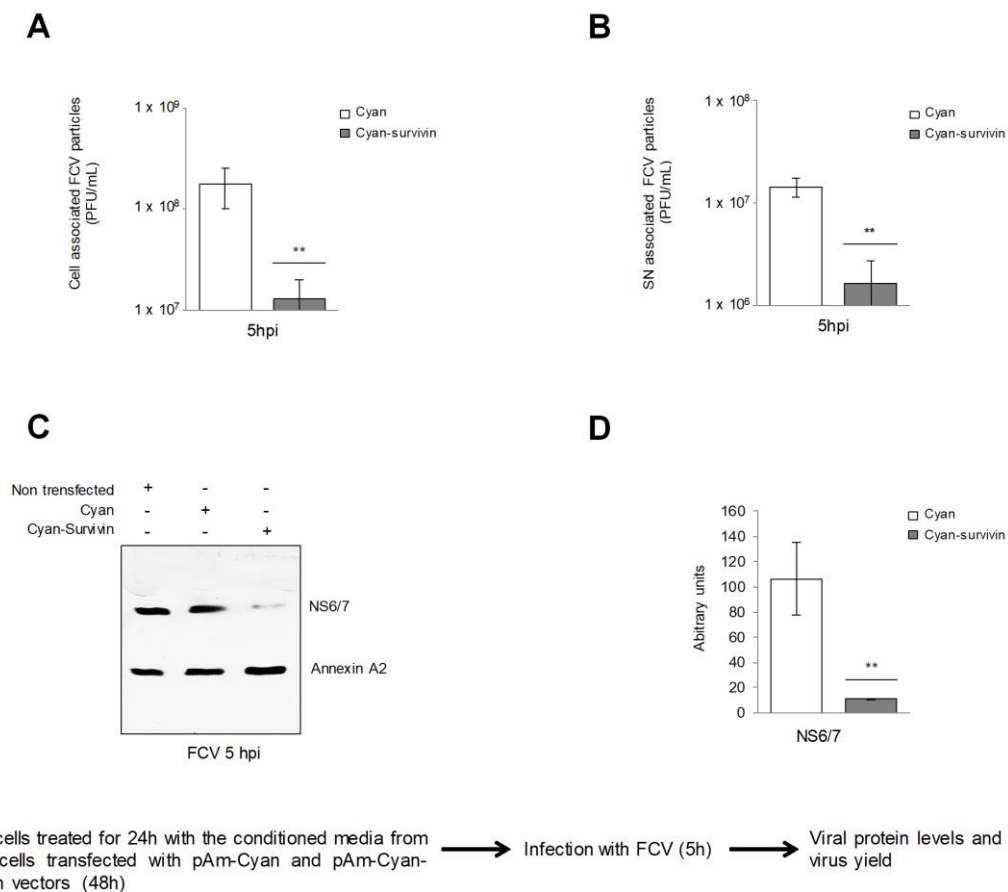 A
Cell associated FCV particles
(PFU/mL)
1 x 10⁹
1 x 10⁸
1 x 10⁷
Cyan
Cyan-survivin
**
5hpi
B
SN associated FCV particles
(PFU/mL)
1 x 10⁸
1 x 10⁷
1 x 10⁶
Cyan
Cyan-survivin
**
5hpi
C
Non transfected + - -
Cyan - + -
Cyan-Survivin - - +
NS6/7
Annexin A2
FCV 5 hpi
D
Abitrary units
160
140
120
100
80
60
40
20
0
Cyan
Cyan-survivin
**
NS6/7
cells treated for 24h with the conditioned media from
cells transfected with pAm-Cyan and pAm-Cyan-
vectors (48h)
Infection with FCV (5h)
Viral protein levels and
virus yield